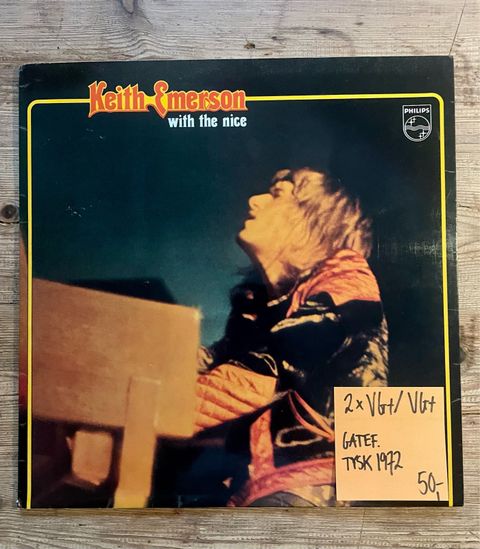 Keith Emerson
with the nice
PHILIPS
2 x VG+/ VG+
GATEF.
TYSK 1972
50,-